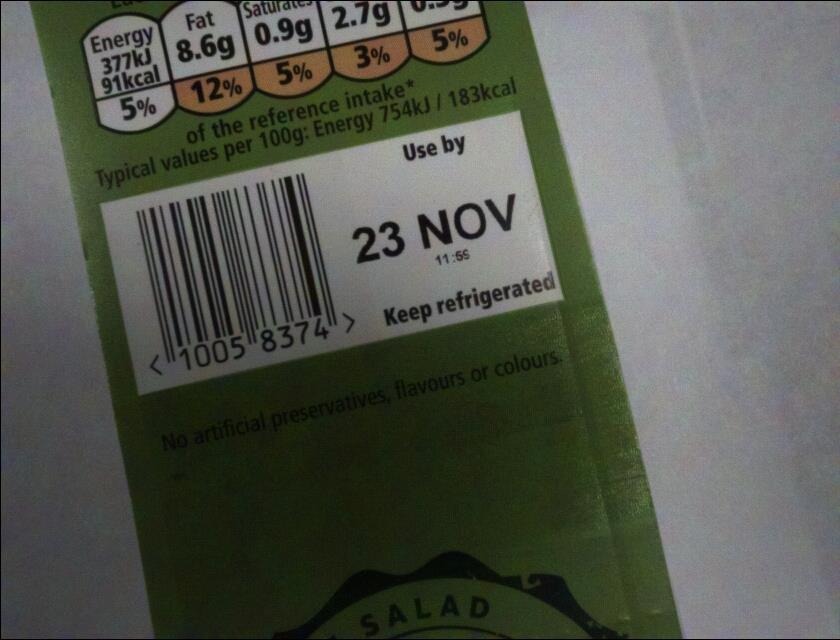 Energy
377kJ
91kcal
5%
Fat
8.6g
12%
Saturates
0.9g
5%
2.7g
3%
5%
of the reference intake*
Typical values per 100g: Energy 754kJ / 183kcal
Use by
23 NOV
11:55
Keep refrigerated
<1005 8374>
No artificial preservatives, flavours or colours.
SALAD